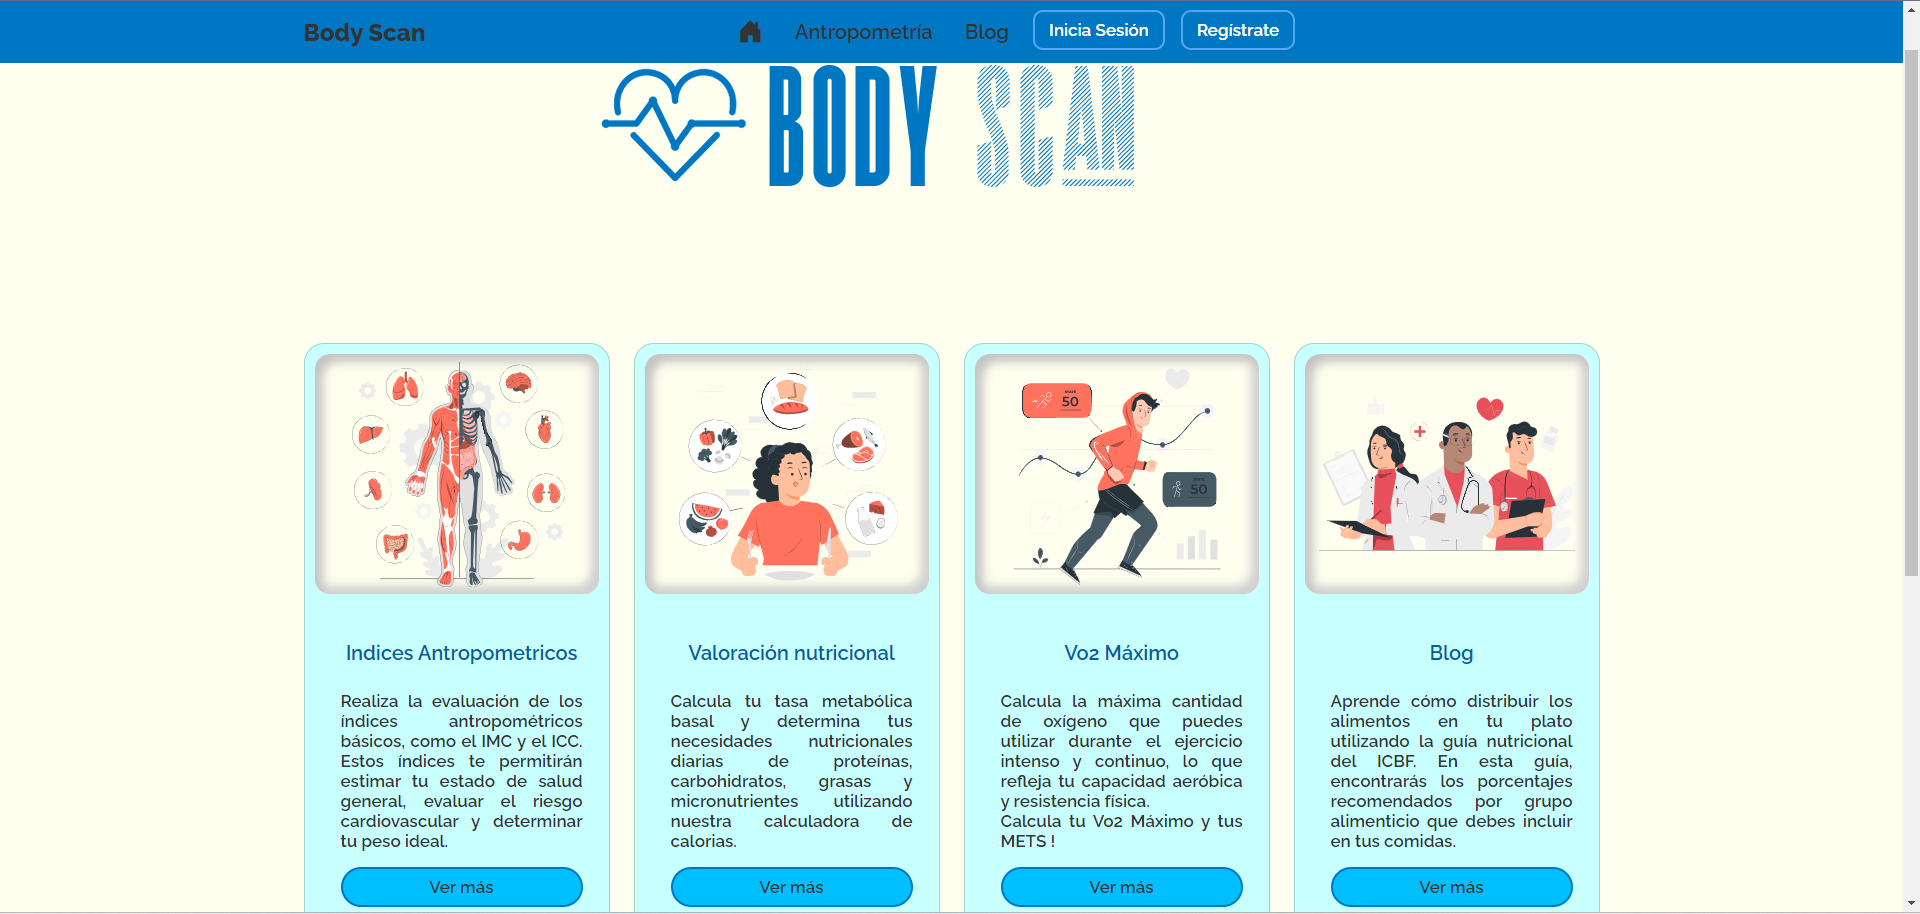 Body Scan
Antropometría
Blog
Inicia Sesión
Regístrate
BODY SCAN
50
50
Indices Antropometricos
Realiza la evaluación de los
índices antropométricos
básicos, como el IMC y el ICC.
Estos índices te permitirán
estimar tu estado de salud
general, evaluar el riesgo
cardiovascular y determinar
tu peso ideal.
Ver más
Valoración nutricional
Calcula tu tasa metabólica
basal y determina tus
necesidades nutricionales
diarias de proteínas,
carbohidratos, grasas y
micronutrientes utilizando
nuestra calculadora de
calorias.
Ver más
Vo2 Máximo
Calcula la máxima cantidad
de oxígeno que puedes
utilizar durante el ejercicio
intenso y continuo, lo que
refleja tu capacidad aeróbica
y resistencia física.
Calcula tu Vo2 Máximo y tus
METS !
Ver más
Blog
Aprende cómo distribuir los
alimentos en tu plato
utilizando la guía nutricional
del ICBF. En esta guía,
encontrarás los porcentajes
recomendados por grupo
alimenticio que debes incluir
en tus comidas.
Ver más